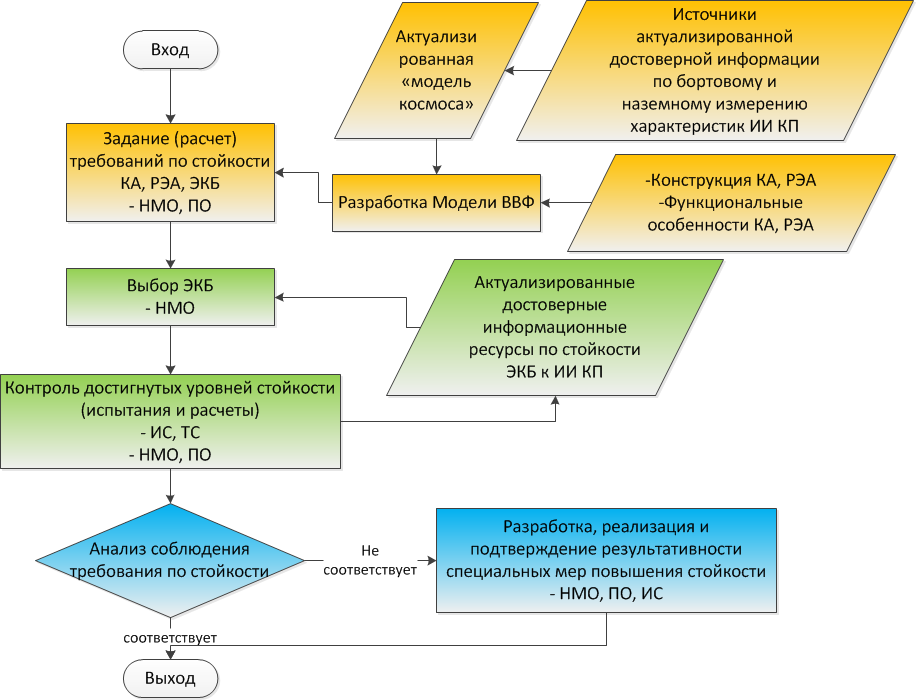 Вход
Актуализи
рованная
«модель
космоса»
Источники
актуализированной
достоверной информации
по бортовому и
наземному измерению
характеристик ИИ КП
Задание (расчет)
требований по стойкости
КА, РЭА, ЭКБ
- НМО, ПО
Разработка Модели ВВФ
-Конструкция КА, РЭА
-Функциональные
особенности КА, РЭА
Выбор ЭКБ
- НМО
Актуализированные
достоверные
информационные
ресурсы по стойкости
ЭКБ к ИИ КП
Контроль достигнутых уровней стойкости
(испытания и расчеты)
- ИС, ТС
- НМО, ПО
Анализ соблюдения
требования по стойкости
Не
соответствует
Разработка, реализация и
подтверждение результативности
специальных мер повышения стойкости
- НМО, ПО, ИС
соответствует
Выход